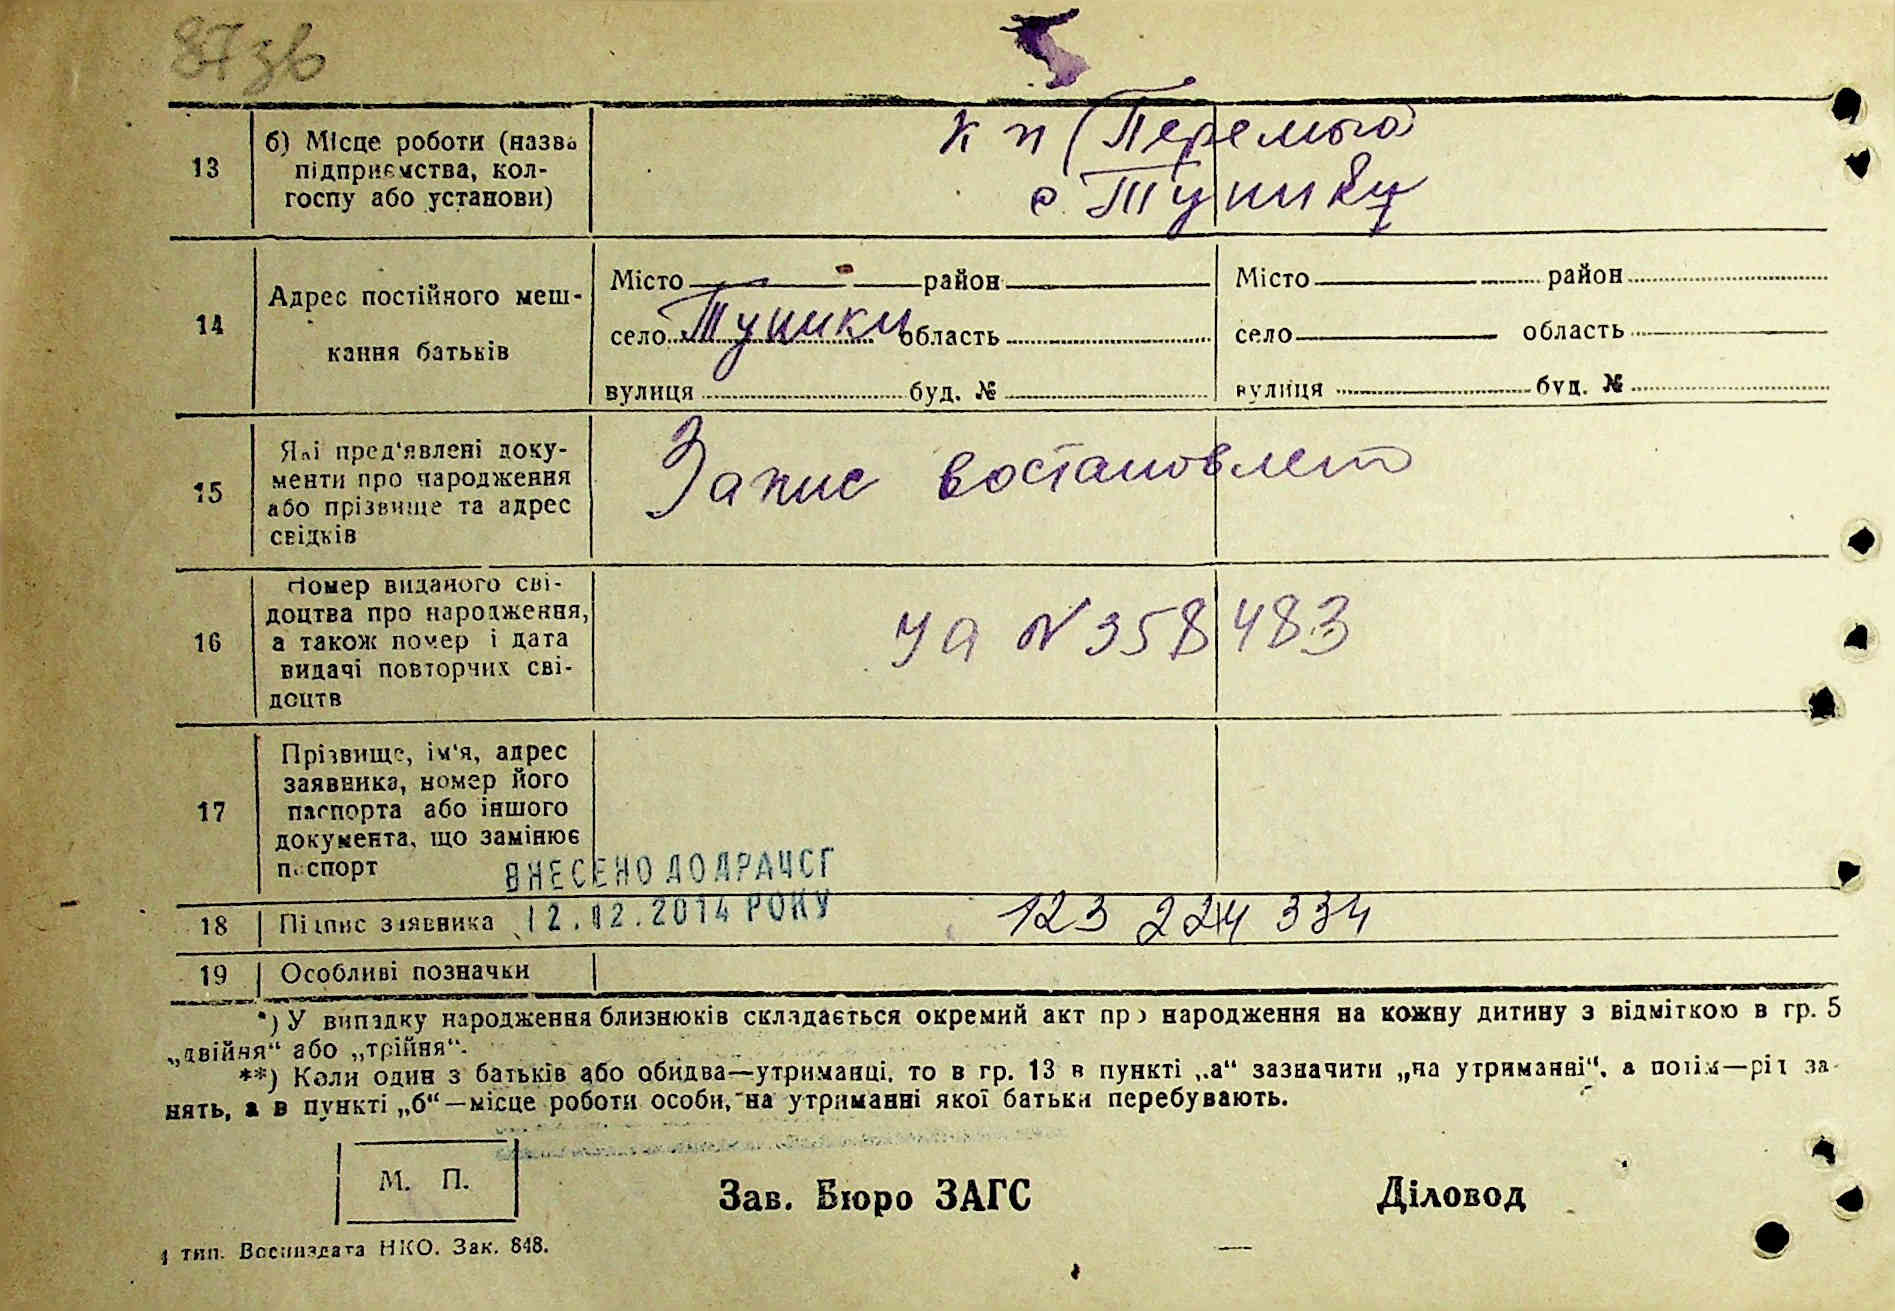 87зв
13
б) Місце роботи (назва
підприємства, кол-
госпу або установи)
к п (Перемога
с. Туники
14
Адрес постійного меш-
кання батьків
Місто район Місто район
село Туники область село область
вулиця буд. № вулиця буд. №
15
Які пред'явлені доку-
менти про народження
або прізвище та адрес
свідків
Запис востановлено
16
Номер виданого сві-
доцтва про народження,
а також номер і дата
видачі повторчих сві-
доцтв
УА N 358483
17
Прізвище, ім'я, адрес
заявника, номер його
паспорта або іншого
документа, що замінює
паспорт
ВНЕСЕНО ДО ДРАЦСГ
12.12.2014 РОКУ
18 Підпис заявника 123 224 334
19 Особливі позначки
*) У випадку народження близнюків складається окремий акт про народження на кожну дитину з відміткою в гр. 5
„двійня“ або „трійня“.
**) Коли один з батьків або обидва—утриманці, то в гр. 13 в пункті „а“ зазначити „на утриманні“, а потім—рід за-
нять, а в пункті „б“—місце роботи особи, на утриманні якої батьки перебувають.
М. П.
Зав. Бюро ЗАГС Діловод
тип. Воениздата НКО. Зак. 848.